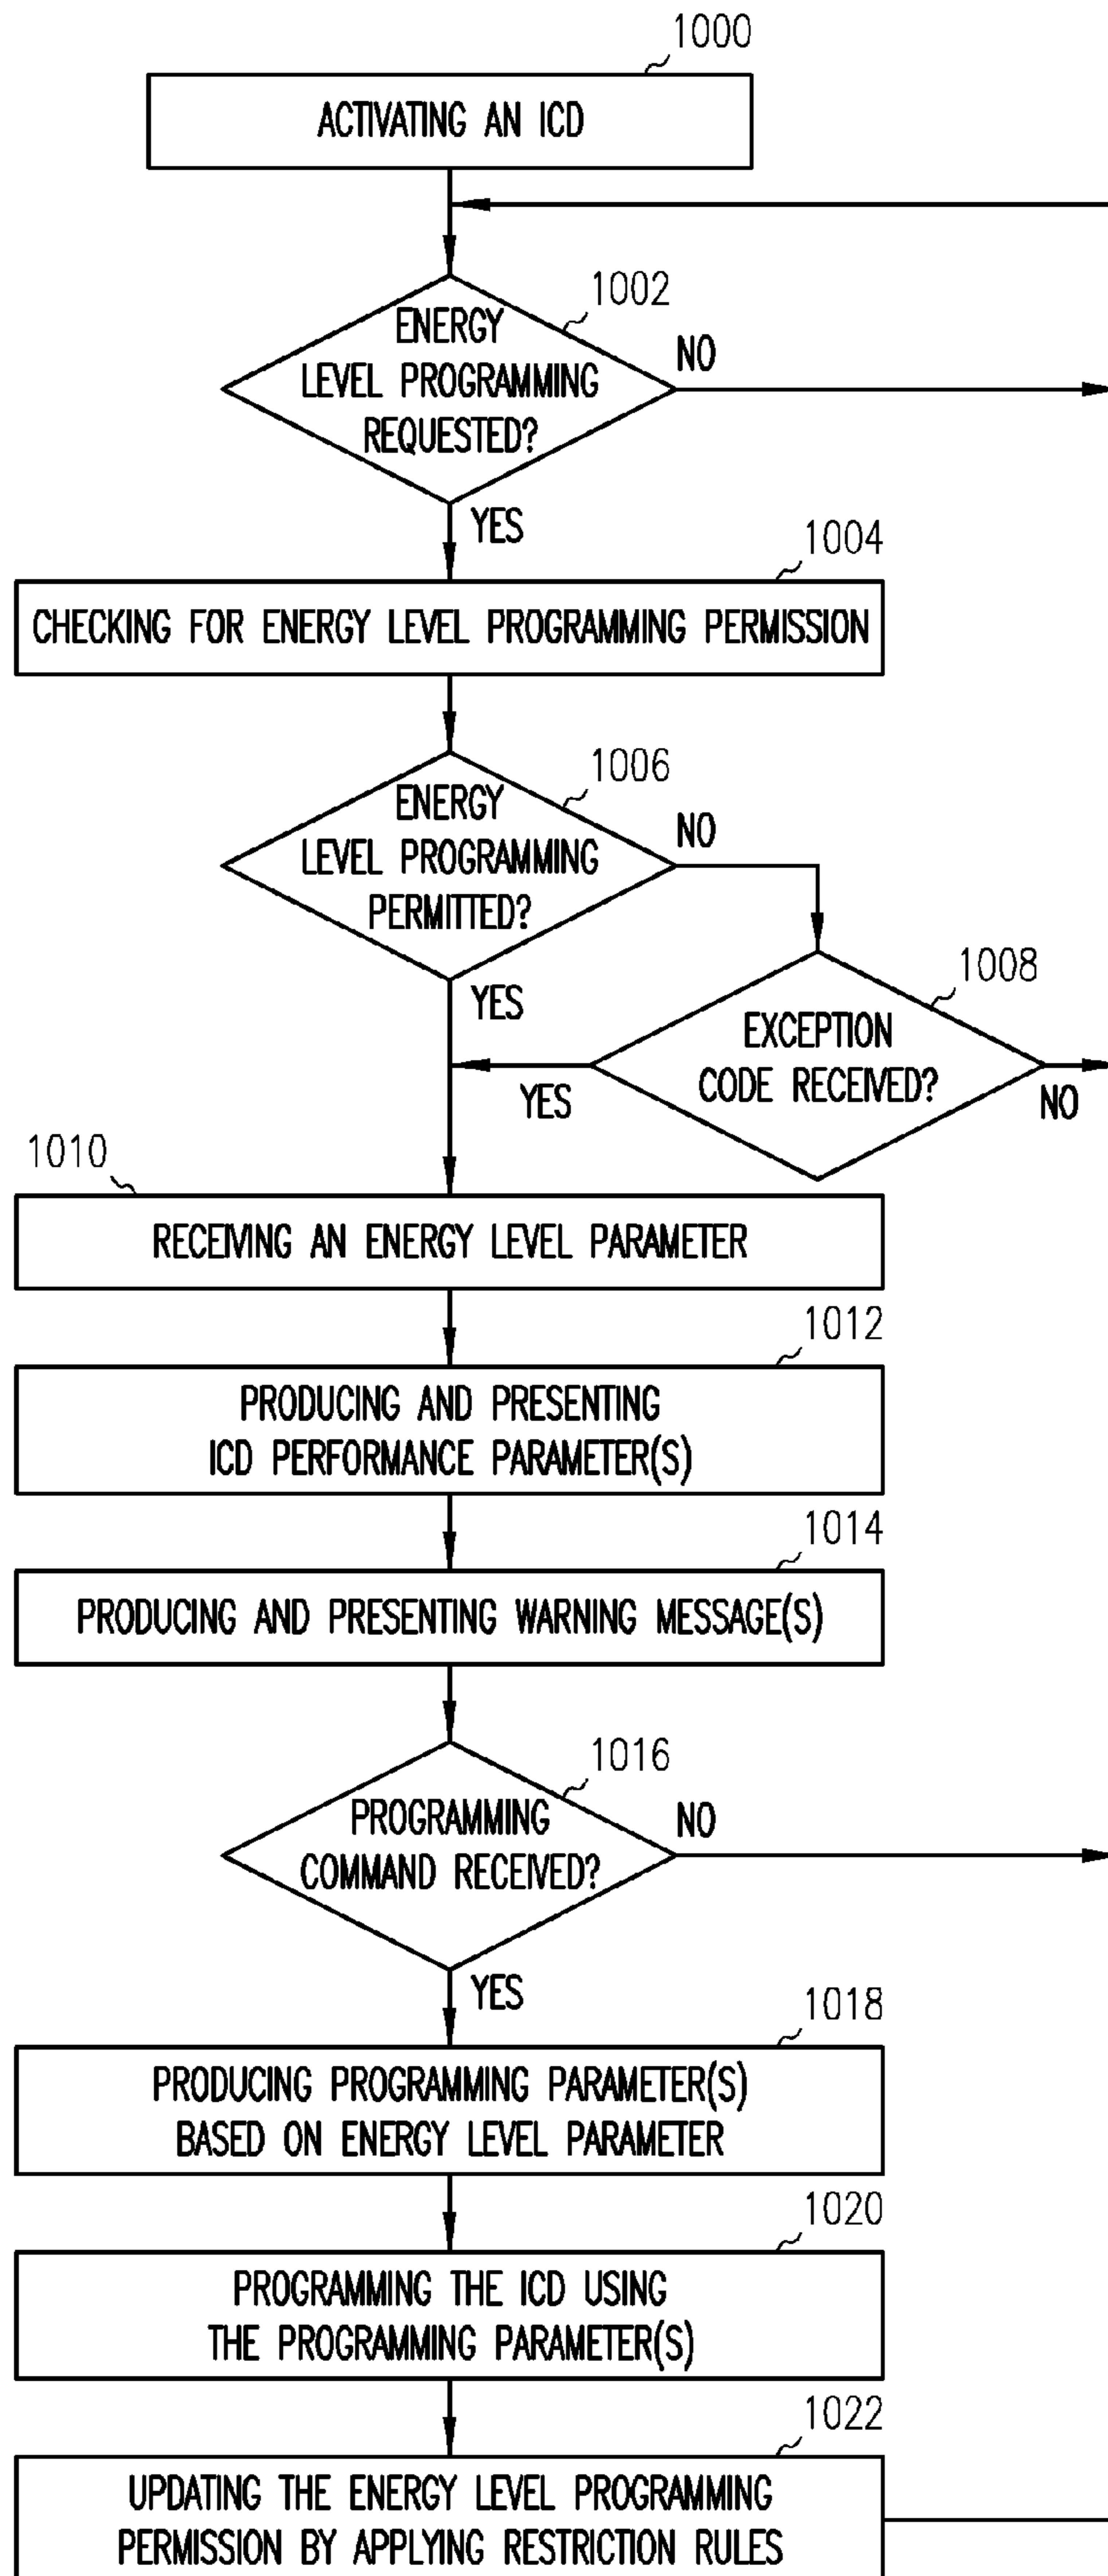 1000
ACTIVATING AN ICD
1002
ENERGY
LEVEL PROGRAMMING
REQUESTED?
NO
YES
1004
CHECKING FOR ENERGY LEVEL PROGRAMMING PERMISSION
1006
ENERGY
LEVEL PROGRAMMING
PERMITTED?
NO
YES
1008
EXCEPTION
CODE RECEIVED?
YES
NO
1010
RECEIVING AN ENERGY LEVEL PARAMETER
1012
PRODUCING AND PRESENTING
ICD PERFORMANCE PARAMETER(S)
1014
PRODUCING AND PRESENTING WARNING MESSAGE(S)
1016
PROGRAMMING
COMMAND RECEIVED?
NO
YES
1018
PRODUCING PROGRAMMING PARAMETER(S)
BASED ON ENERGY LEVEL PARAMETER
1020
PROGRAMMING THE ICD USING
THE PROGRAMMING PARAMETER(S)
1022
UPDATING THE ENERGY LEVEL PROGRAMMING
PERMISSION BY APPLYING RESTRICTION RULES